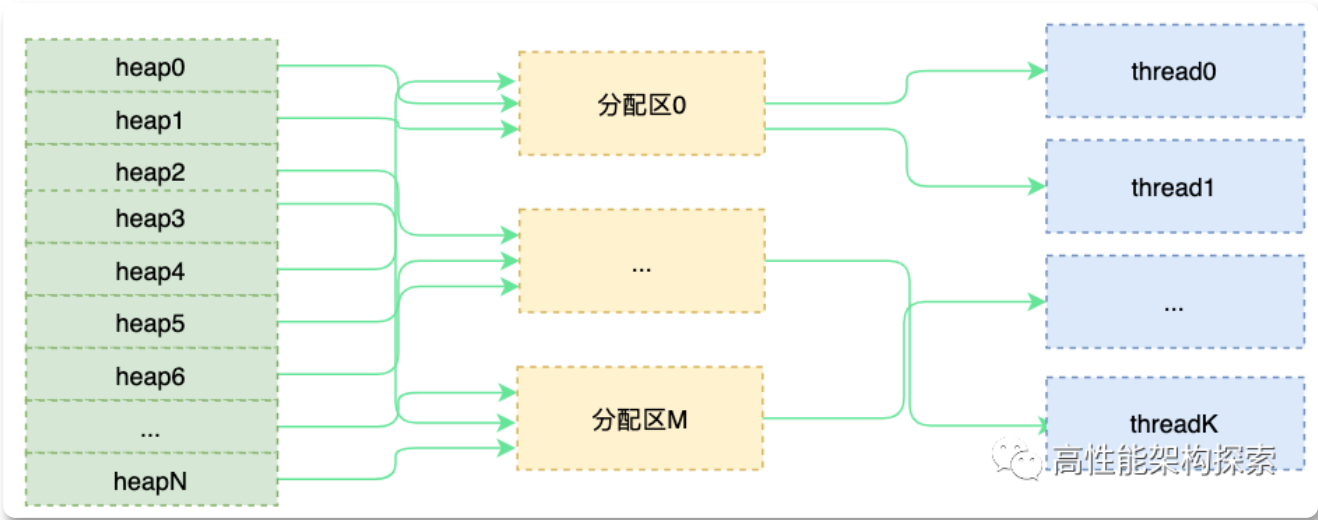 heap0
heap1
heap2
heap3
heap4
heap5
heap6
...
heapN
分配区0
...
分配区M
thread0
thread1
...
threadK
高性能架构探索